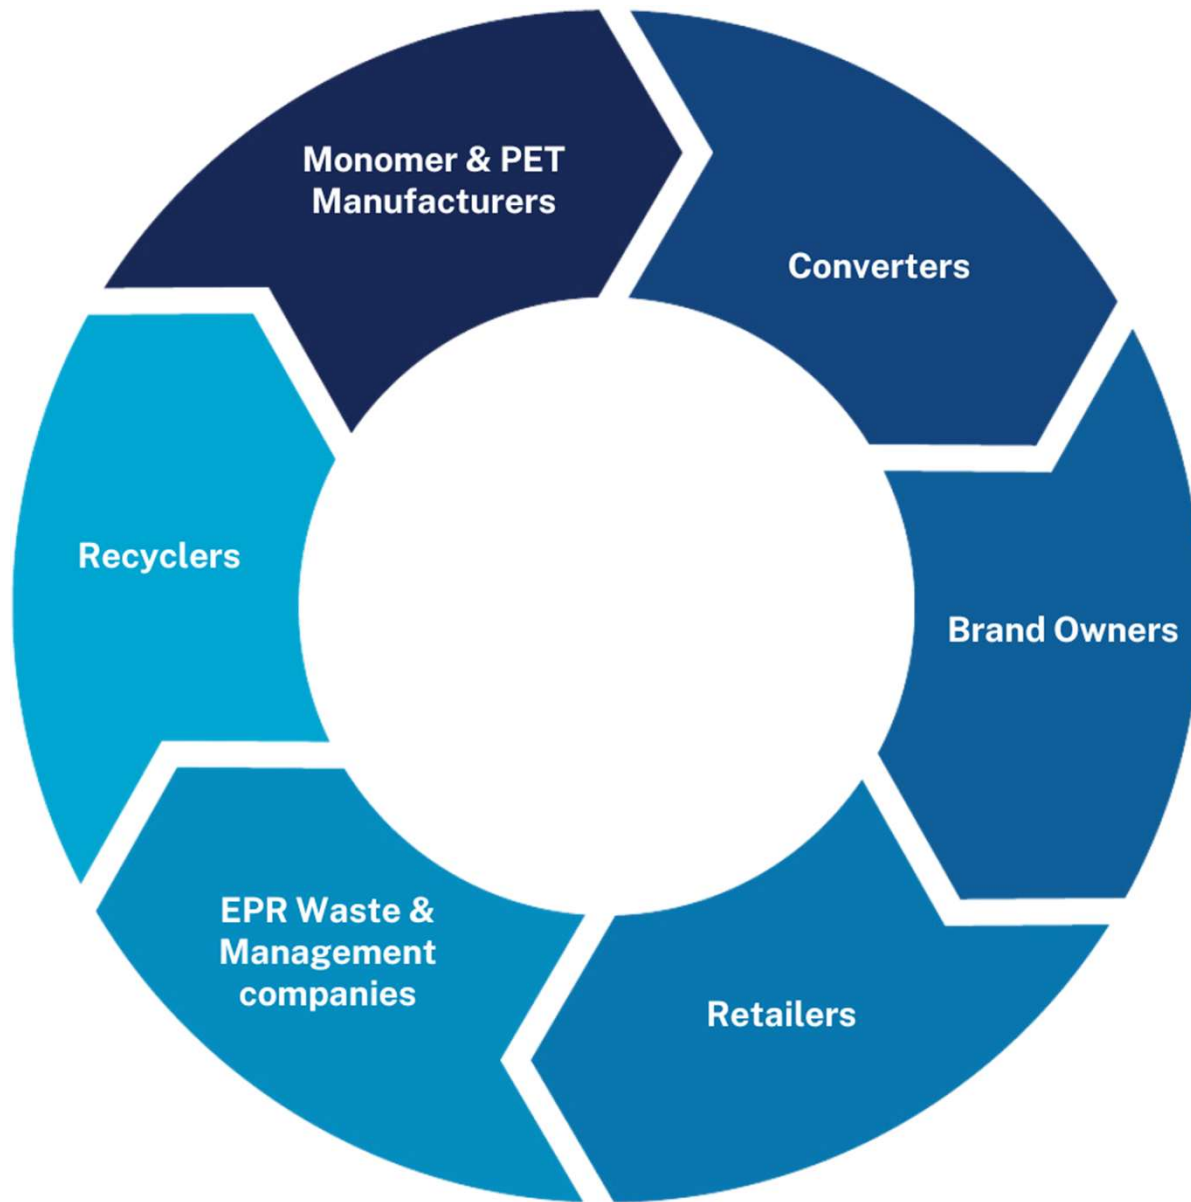 Monomer & PET
Manufacturers
Converters
Brand Owners
Retailers
EPR Waste &
Management
companies
Recyclers